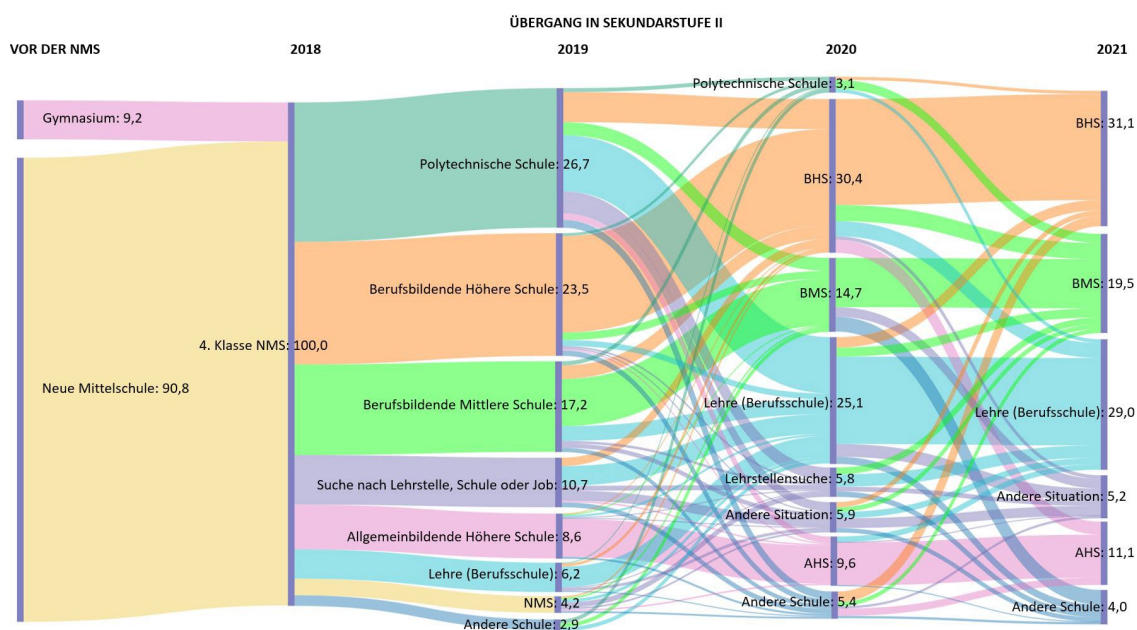 ÜBERGANG IN SEKUNDARSTUFE II
VOR DER NMS
2018
2019
2020
2021
Gymnasium: 9,2
Neue Mittelschule: 90,8
4. Klasse NMS: 100,0
Polytechnische Schule: 26,7
Berufsbildende Höhere Schule: 23,5
Berufsbildende Mittlere Schule: 17,2
Suche nach Lehrstelle, Schule oder Job: 10,7
Allgemeinbildende Höhere Schule: 8,6
Lehre (Berufsschule): 6,2
NMS: 4,2
Andere Schule: 2,9
Polytechnische Schule: 3,1
BHS: 30,4
BMS: 14,7
Lehre (Berufsschule): 25,1
Lehrstellensuche: 5,8
Andere Situation: 5,9
AHS: 9,6
Andere Schule: 5,4
BHS: 31,1
BMS: 19,5
Lehre (Berufsschule): 29,0
Andere Situation: 5,2
AHS: 11,1
Andere Schule: 4,0